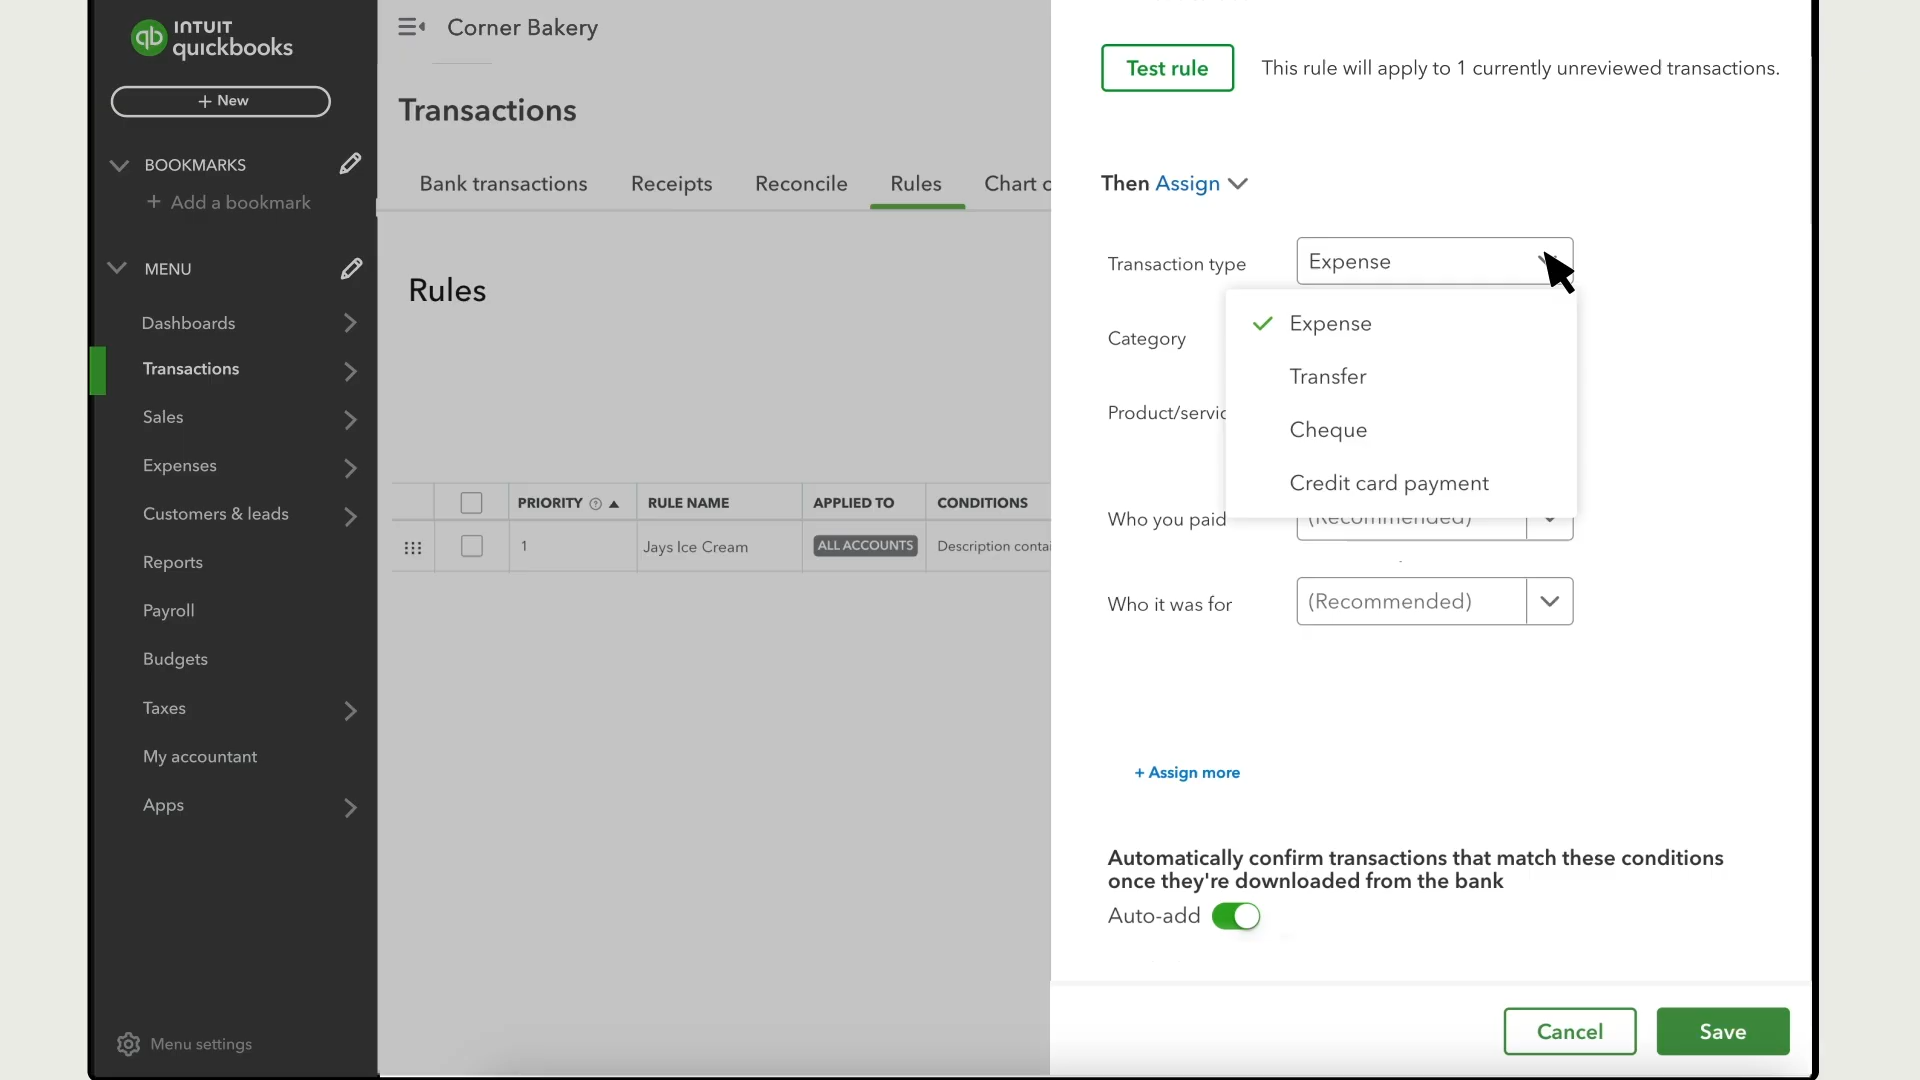 INTUIT
quickbooks
+ New
BOOKMARKS
+ Add a bookmark
MENU
Dashboards
Transactions
Sales
Expenses
Customers & leads
Reports
Payroll
Budgets
Taxes
My accountant
Apps
Menu settings
Corner Bakery
Transactions
Bank transactions Receipts Reconcile Rules Chart
Rules
PRIORITY RULE NAME APPLIED TO CONDITIONS
1 Jays Ice Cream ALL ACCOUNTS Description
Test rule This rule will apply to 1 currently unreviewed transactions.
Then Assign
Transaction type Expense
Expense
Transfer
Category
Product/
Cheque
Credit card payment
Who you paid (Recommended)
Who it was for (Recommended)
+ Assign more
Automatically confirm transactions that match these conditions
once they're downloaded from the bank
Auto-add
Cancel Save